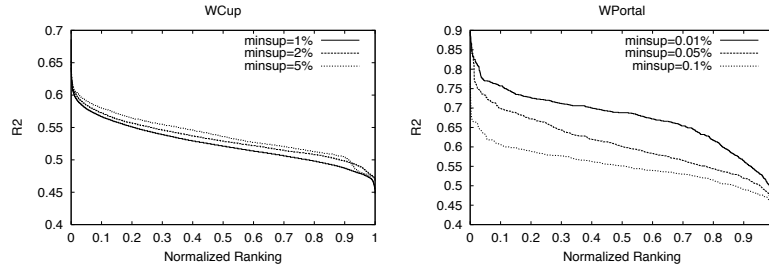 WCup
0.7
0.65
0.6
0.55
0.5
0.45
0.4
R2
minsup=1%
minsup=2%
minsup=5%
0 0.1 0.2 0.3 0.4 0.5 0.6 0.7 0.8 0.9 1
Normalized Ranking
WPortal
0.9
0.85
0.8
0.75
0.7
0.65
0.6
0.55
0.5
0.45
0.4
R2
minsup=0.01%
minsup=0.05%
minsup=0.1%
0 0.1 0.2 0.3 0.4 0.5 0.6 0.7 0.8 0.9
Normalized Ranking